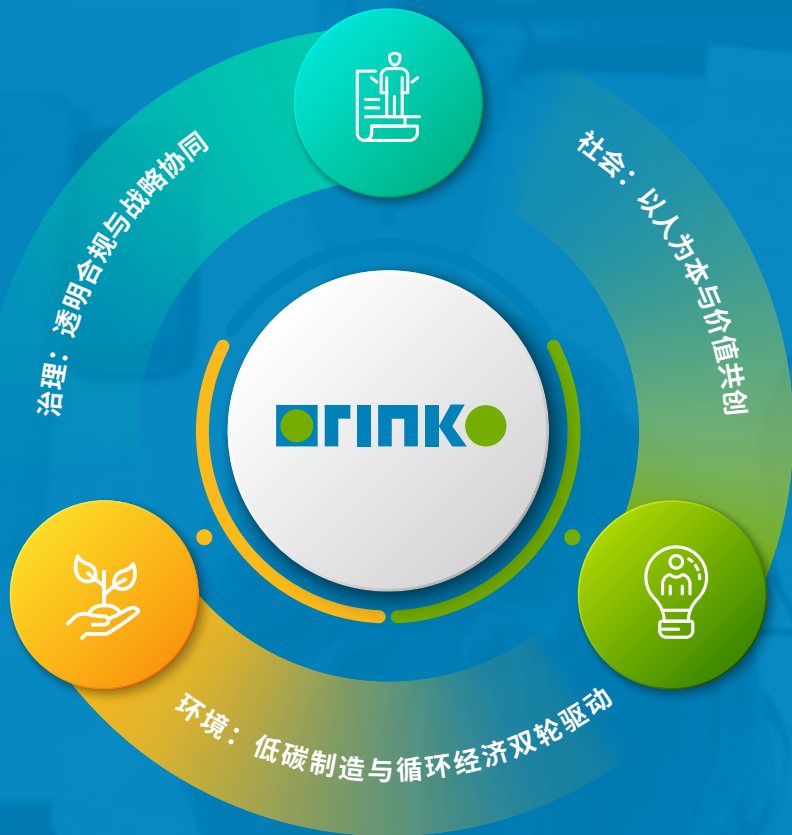 治理：透明合规与战略协同
社会：以人为本与价值共创
orinko
环境：低碳制造与循环经济双轮驱动